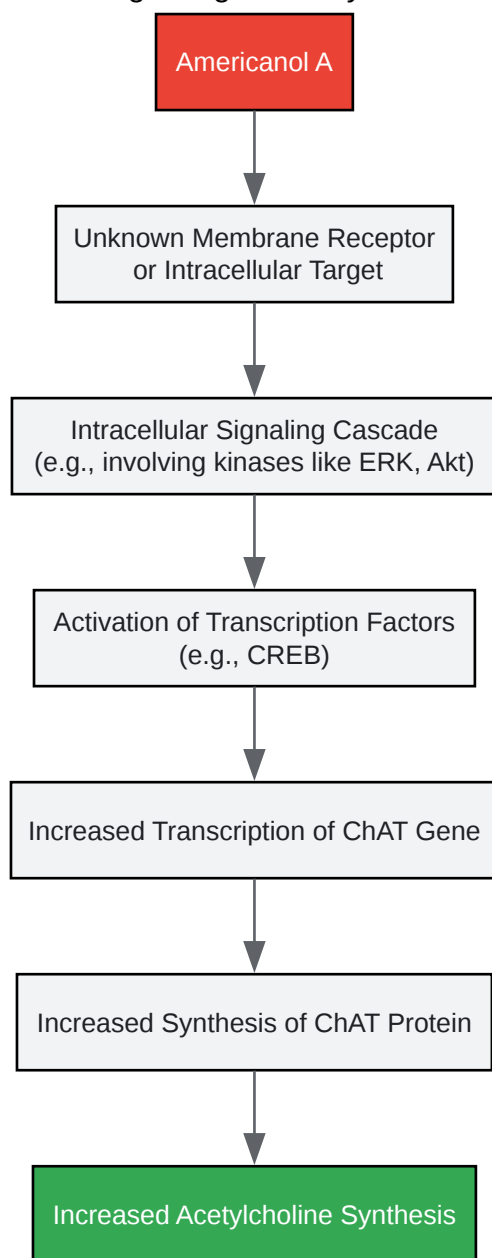 Americanol A
Unknown Membrane Receptor
or Intracellular Target
Intracellular Signaling Cascade
(e.g., involving kinases like ERK, Akt)
Activation of Transcription Factors
(e.g., CREB)
Increased Transcription of ChAT Gene
Increased Synthesis of ChAT Protein
Increased Acetylcholine Synthesis